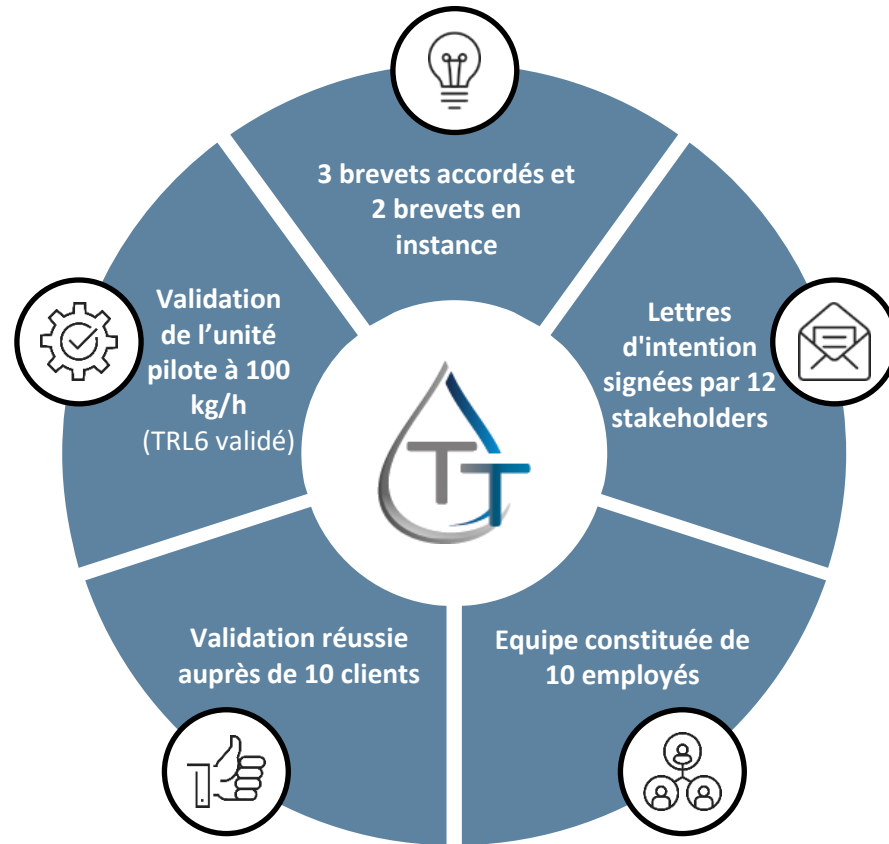 3 brevets accordés et
2 brevets en
instance
Validation
de l’unité
pilote à 100
kg/h
(TRL6 validé)
Lettres
d'intention
signées par 12
stakeholders
TT
Validation réussie
auprès de 10 clients
Equipe constituée de
10 employés